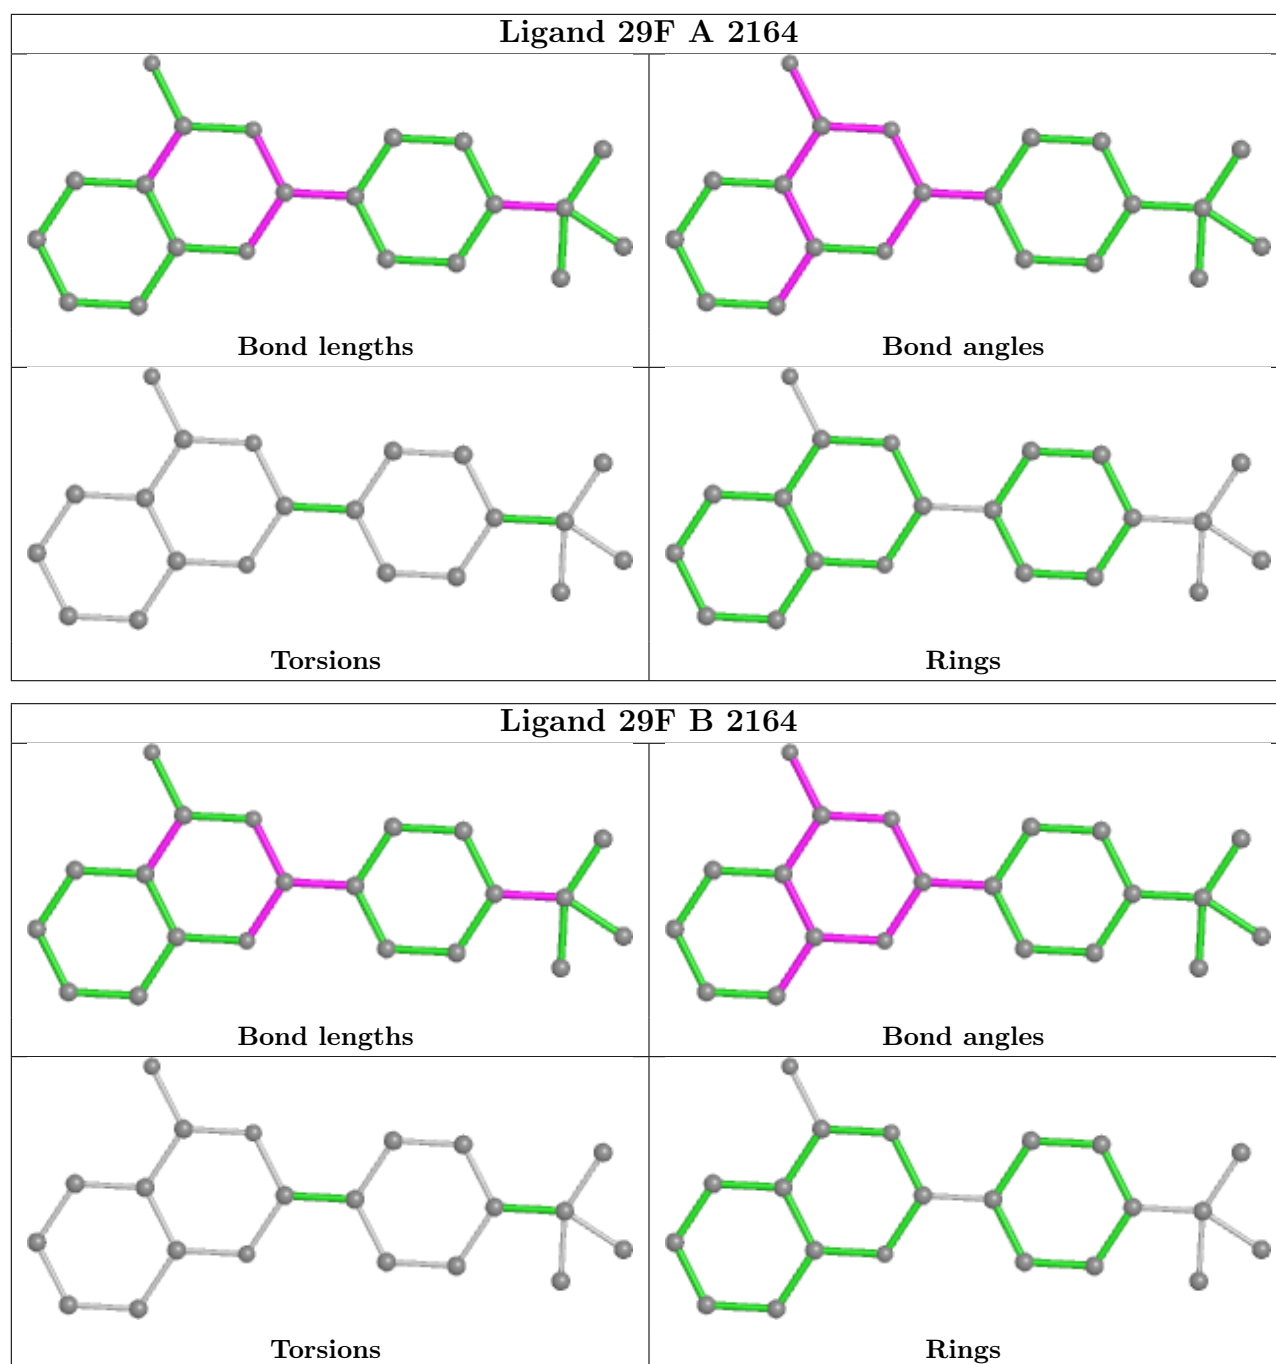 Ligand 29F A 2164
Bond lengths
Bond angles
Torsions
Rings
Ligand 29F B 2164
Bond lengths
Bond angles
Torsions
Rings